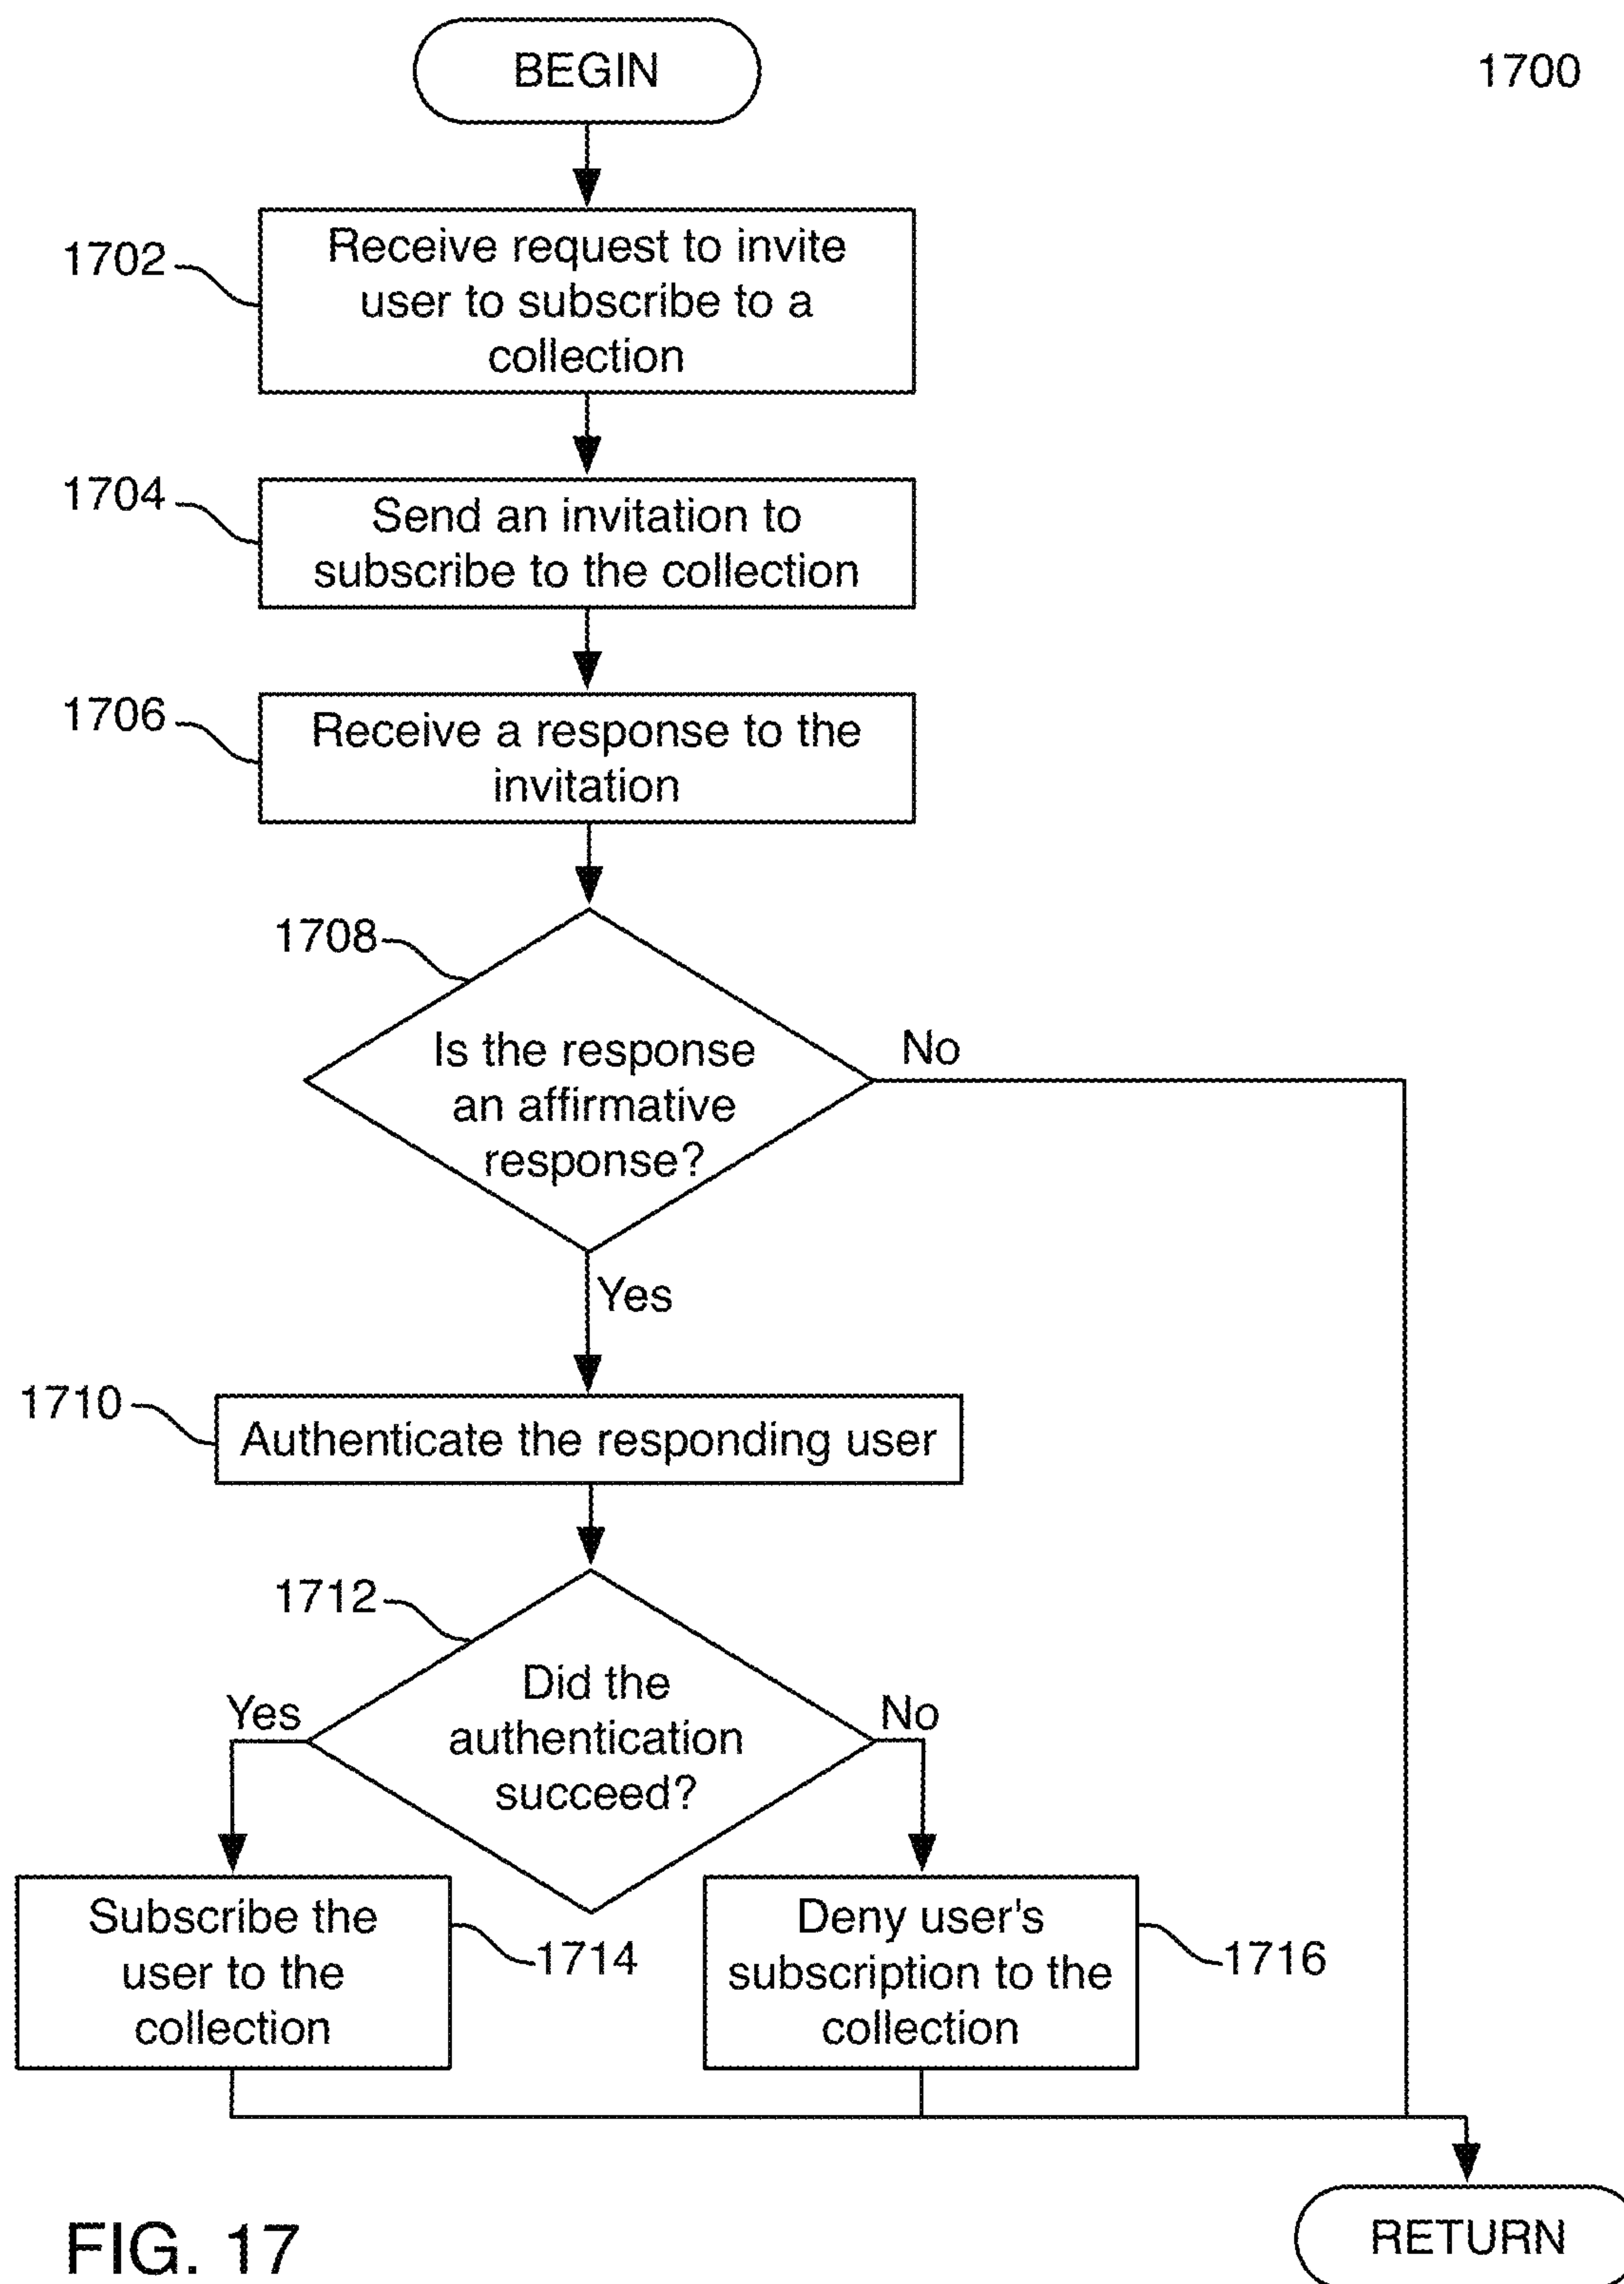 BEGIN
1700
1702
Receive request to invite
user to subscribe to a
collection
1704
Send an invitation to
subscribe to the collection
1706
Receive a response to the
invitation
1708
Is the response
an affirmative
response?
No
Yes
1710
Authenticate the responding user
1712
Did the
authentication
succeed?
Yes
No
Subscribe the
user to the
collection
1714
Deny user's
subscription to the
collection
1716
RETURN
FIG. 17